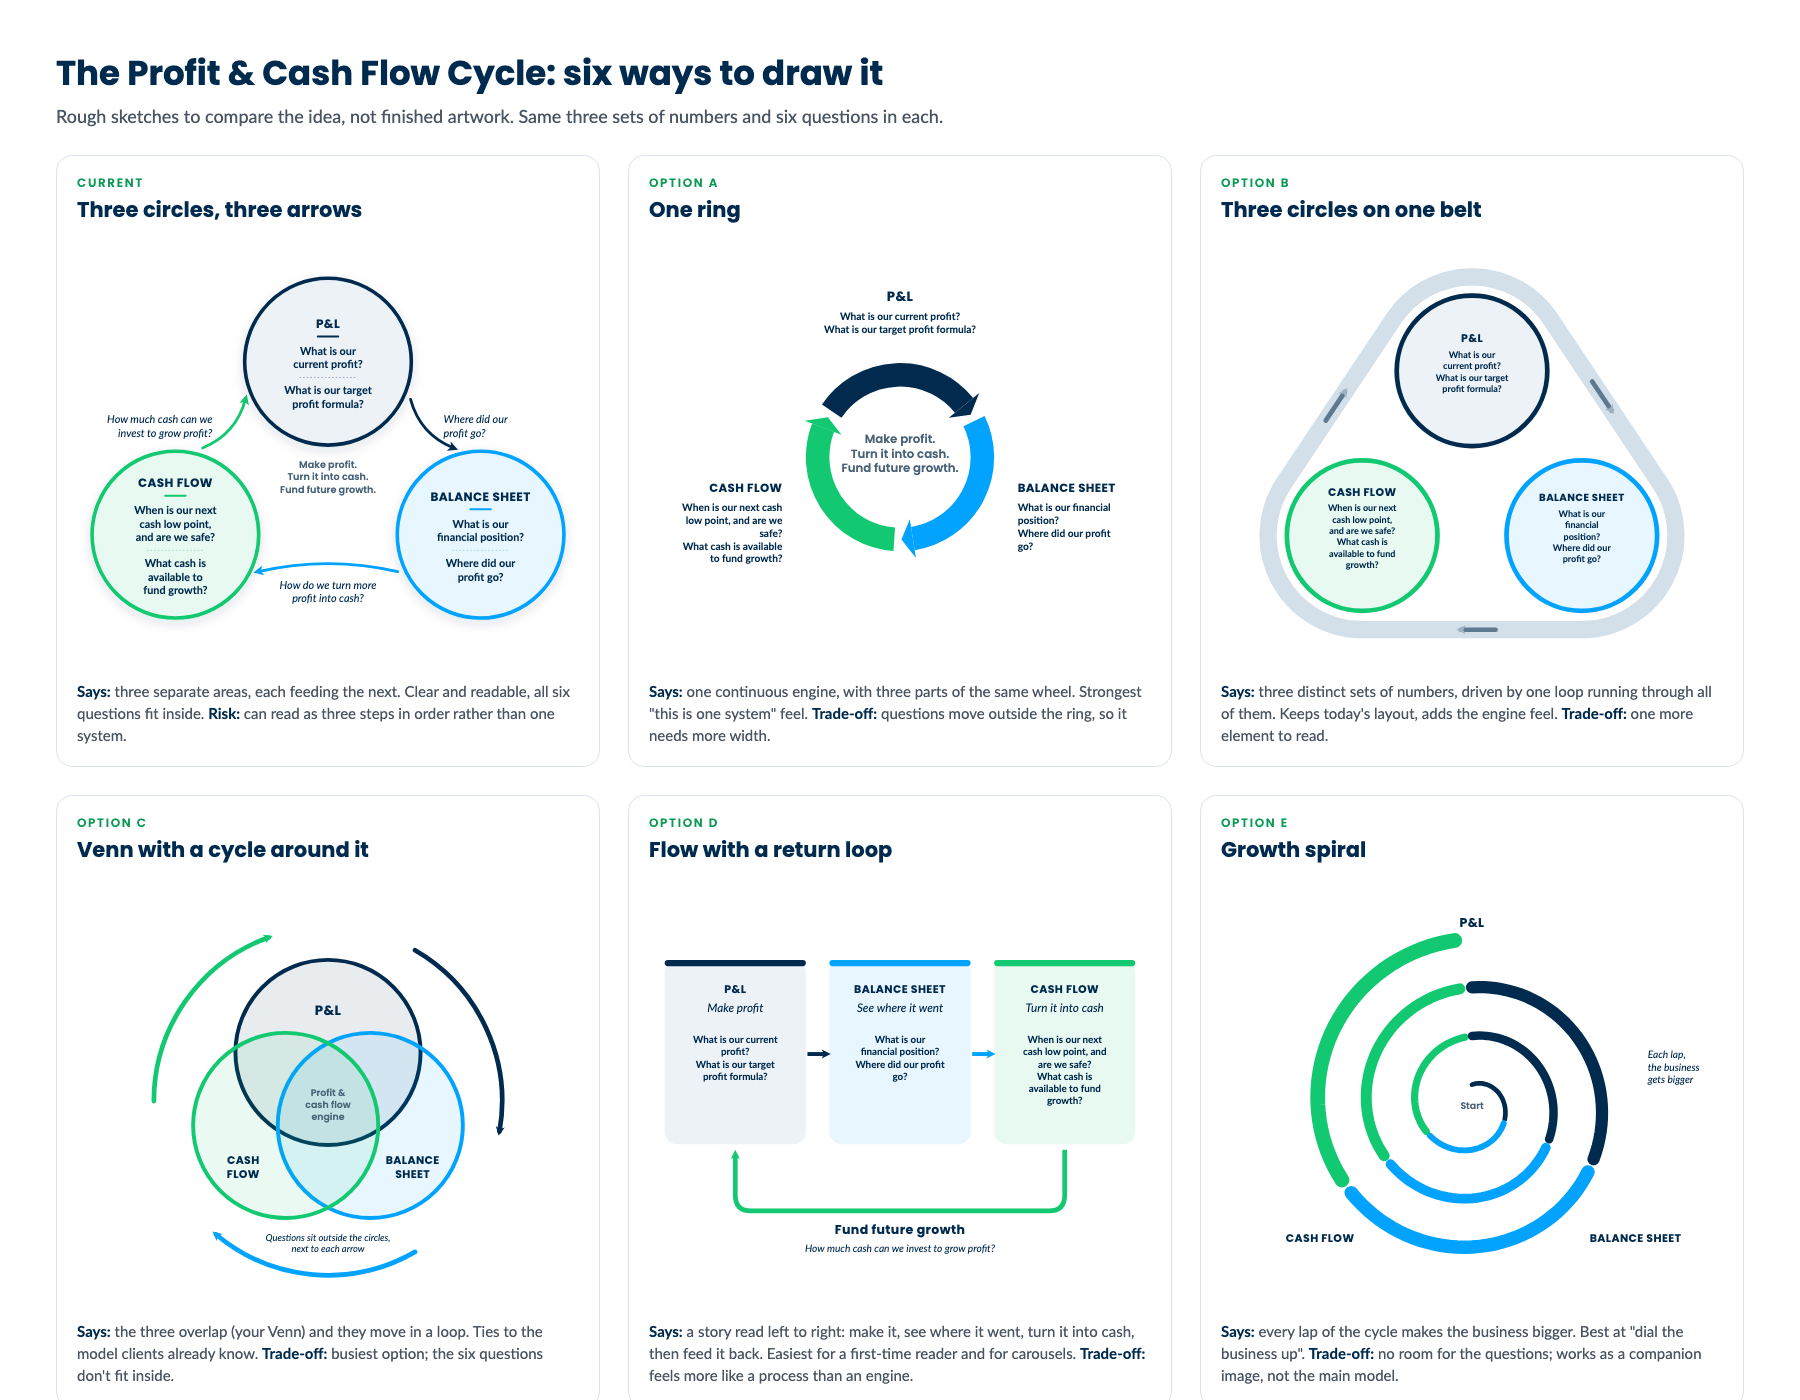 The Profit & Cash Flow Cycle: six ways to draw it
Rough sketches to compare the idea, not finished artwork. Same three sets of numbers and six questions in each.
CURRENT
Three circles, three arrows
P&L
What is our
current profit?
What is our target
profit formula?
How much cash can we
invest to grow profit?
Where did our
profit go?
Make profit.
Turn it into cash.
Fund future growth.
CASH FLOW
When is our next
cash low point,
and are we safe?
What cash is
available to
fund growth?
BALANCE SHEET
What is our
financial position?
Where did our
profit go?
How do we turn more
profit into cash?
Says: three separate areas, each feeding the next. Clear and readable, all six
questions fit inside. Risk: can read as three steps in order rather than one
system.
OPTION A
One ring
P&L
What is our current profit?
What is our target profit formula?
Make profit.
Turn it into cash.
Fund future growth.
CASH FLOW
When is our next cash
low point, and are we
safe?
What cash is available
to fund growth?
BALANCE SHEET
What is our financial
position?
Where did our profit
go?
Says: one continuous engine, with three parts of the same wheel. Strongest
"this is one system" feel. Trade-off: questions move outside the ring, so it
needs more width.
OPTION B
Three circles on one belt
P&L
What is our
current profit?
What is our target
profit formula?
CASH FLOW
When is our next
cash low point,
and are we safe?
What cash is
available to fund
growth?
BALANCE SHEET
What is our
financial
position?
Where did our
profit go?
Says: three distinct sets of numbers, driven by one loop running through all
of them. Keeps today's layout, adds the engine feel. Trade-off: one more
element to read.
OPTION C
Venn with a cycle around it
P&L
Profit &
cash flow
engine
CASH
FLOW
BALANCE
SHEET
Questions sit outside the circles,
next to each arrow
Says: the three overlap (your Venn) and they move in a loop. Ties to the
model clients already know. Trade-off: busiest option; the six questions
don't fit inside.
OPTION D
Flow with a return loop
P&L
Make profit
What is our current
profit?
What is our target
profit formula?
BALANCE SHEET
See where it went
What is our
financial position?
Where did our profit
go?
CASH FLOW
Turn it into cash
When is our next
cash low point, and
are we safe?
What cash is
available to fund
growth?
Fund future growth
How much cash can we invest to grow profit?
Says: a story read left to right: make it, see where it went, turn it into cash,
then feed it back. Easiest for a first-time reader and for carousels. Trade-off:
feels more like a process than an engine.
OPTION E
Growth spiral
P&L
Each lap,
the business
gets bigger
Start
CASH FLOW
BALANCE SHEET
Says: every lap of the cycle makes the business bigger. Best at "dial the
business up". Trade-off: no room for the questions; works as a companion
image, not the main model.